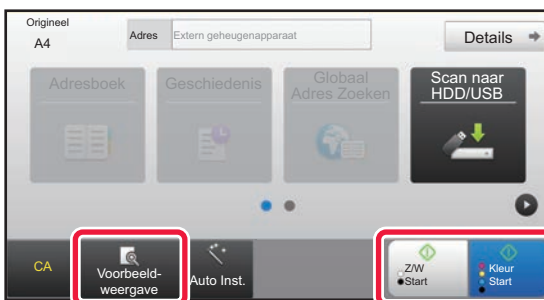 Origineel
A4
Adres
Extern geheugenapparaat
Details
Adresboek
Geschiedenis
Globaal
Adres Zoeken
Scan naar
HDD/USB
CA
Voorbeeld-
weergave
Auto Inst.
Z/W
Start
Kleur
Start